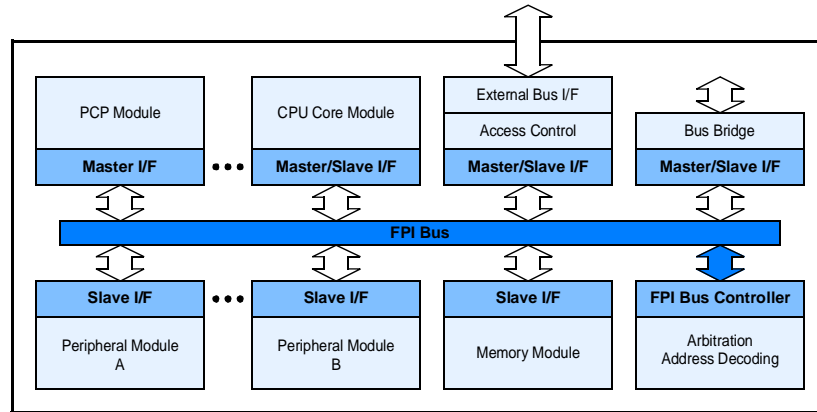 PCP Module
Master I/F
CPU Core Module
Master/Slave I/F
External Bus I/F
Access Control
Master/Slave I/F
Bus Bridge
Master/Slave I/F
FPI Bus
Slave I/F
Peripheral Module
A
Slave I/F
Peripheral Module
B
Slave I/F
Memory Module
FPI Bus Controller
Arbitration
Address Decoding